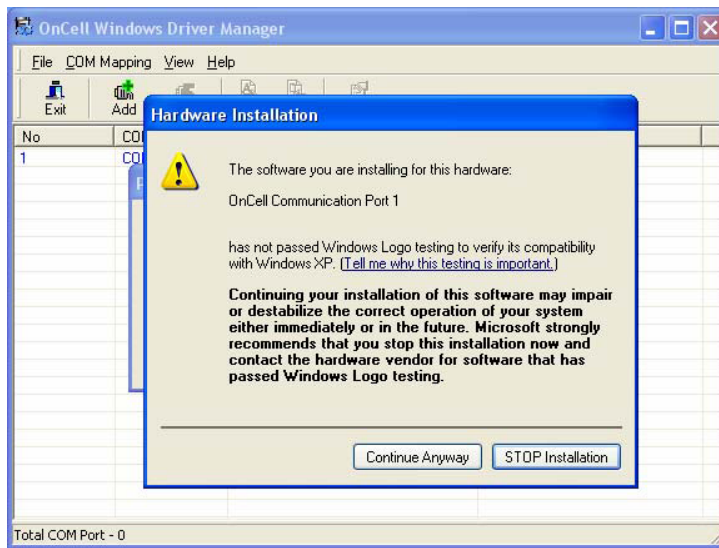 OnCell Windows Driver Manager
File COM Mapping View Help
Exit Add
Hardware Installation
No
1
The software you are installing for this hardware:
OnCell Communication Port 1
has not passed Windows Logo testing to verify its compatibility
with Windows XP. (Tell me why this testing is important.)
Continuing your installation of this software may impair
or destabilize the correct operation of your system
either immediately or in the future. Microsoft strongly
recommends that you stop this installation now and
contact the hardware vendor for software that has
passed Windows Logo testing.
Continue Anyway STOP Installation
Total COM Port - 0